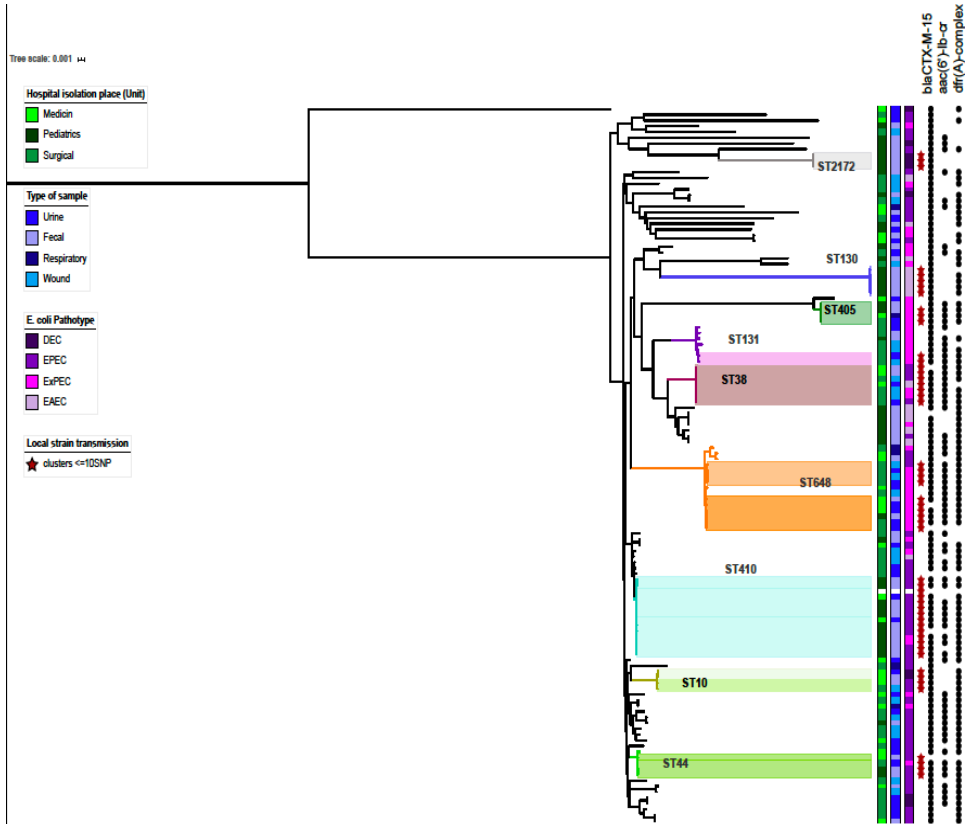 blaCTX-M-15
aac(6')-Ib-cr
dfr(A)-complex
Tree scale: 0.001
Hospital isolation place (Unit)
Medicin
Pediatrics
Surgical
Type of sample
Urine
Fecal
Respiratory
Wound
E. coli Pathotype
DEC
EPEC
ExPEC
EAEC
Local strain transmission
clusters <=10SNP
ST2172
ST130
ST405
ST131
ST38
ST648
ST410
ST10
ST44